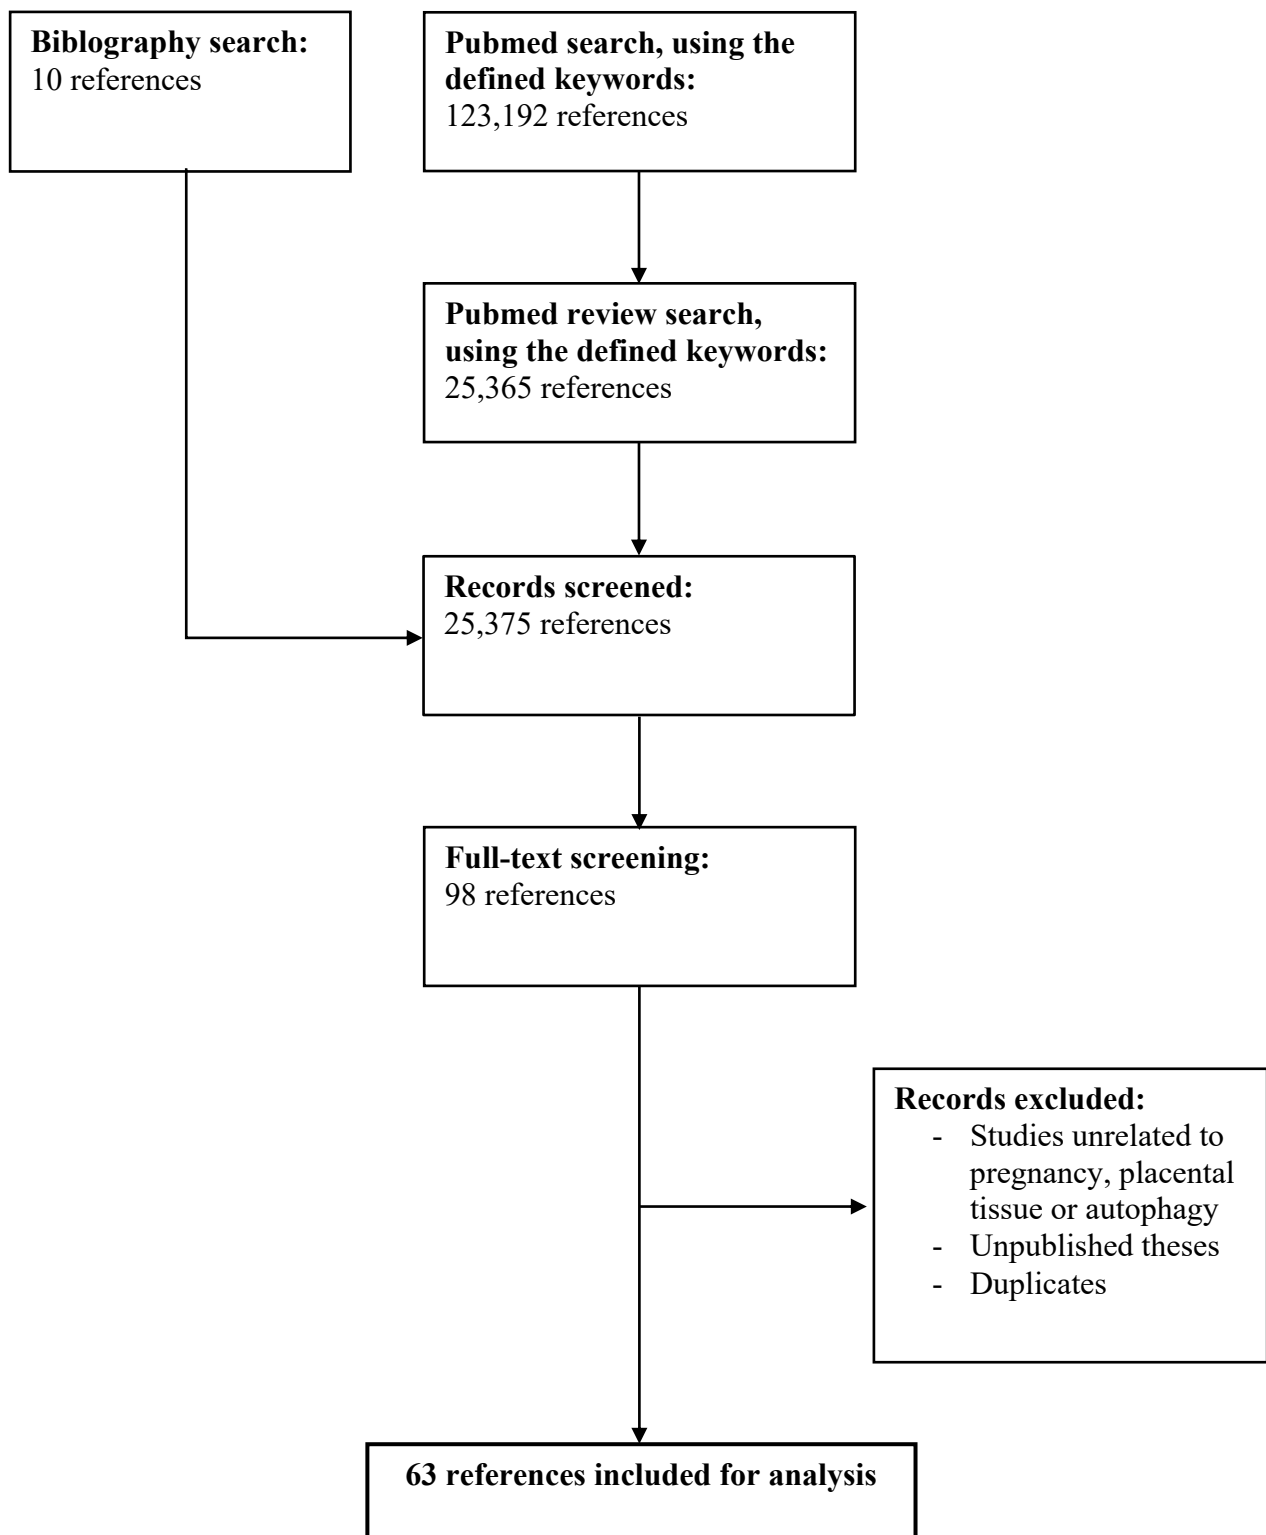 Biblography search:
10 references
Pubmed search, using the
defined keywords:
123,192 references
Pubmed review search,
using the defined keywords:
25,365 references
Records screened:
25,375 references
Full-text screening:
98 references
Records excluded:
- Studies unrelated to
pregnancy, placental
tissue or autophagy
- Unpublished theses
- Duplicates
63 references included for analysis